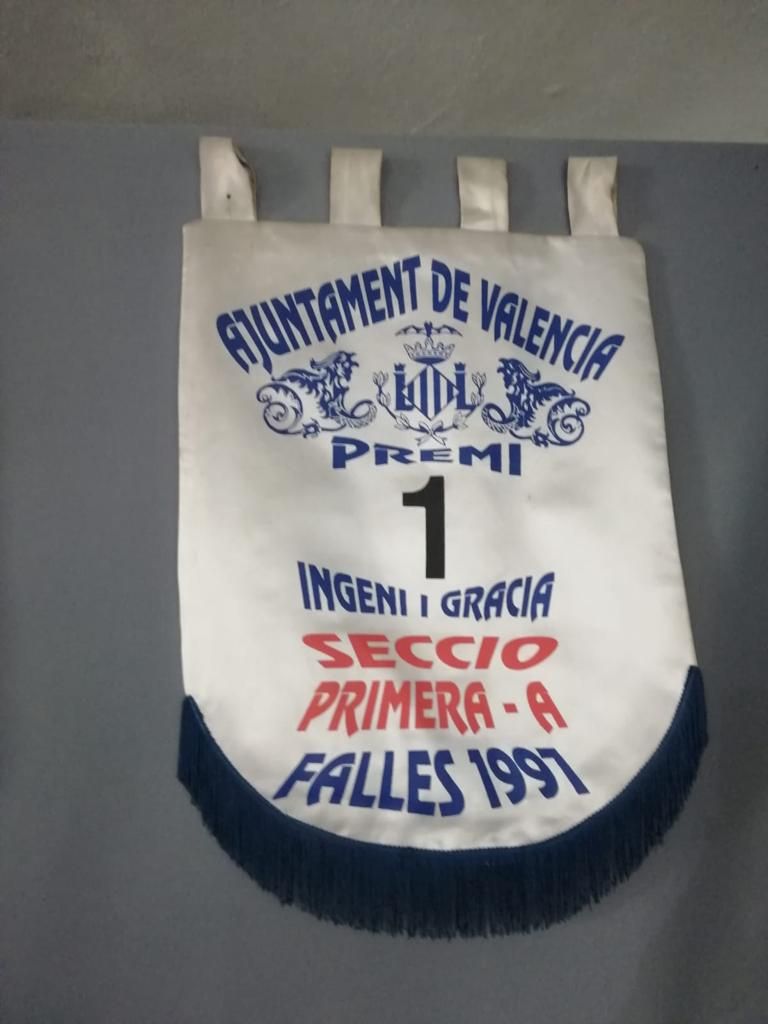 AJUNTAMENT DE VALENCIA
PREMI
1
INGENI I GRACIA
SECCIO
PRIMERA - A
FALLES 1997